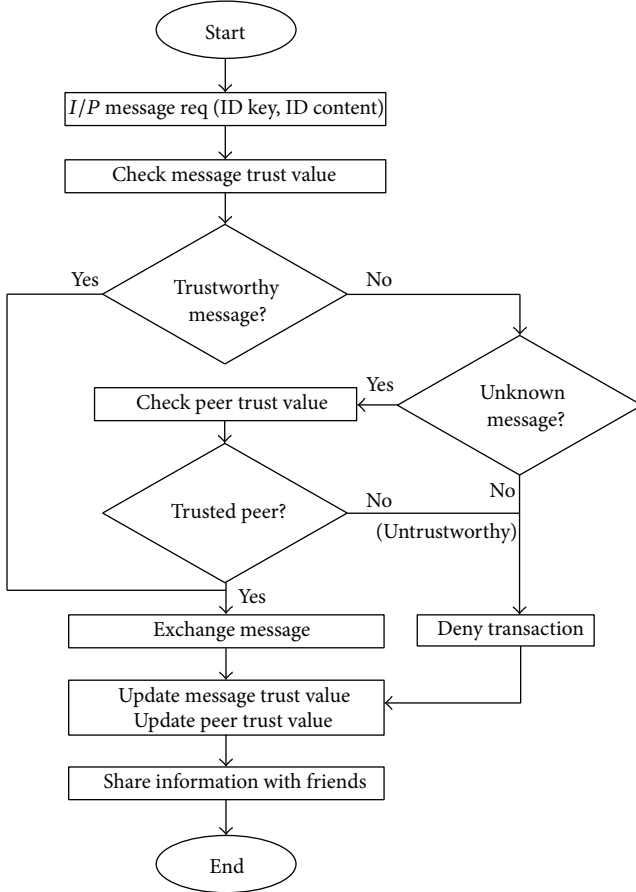 Start
I/P message req (ID key, ID content)
Check message trust value
Yes
No
Trustworthy
message?
Yes
Unknown
message?
Check peer trust value
No
No
Trusted peer?
(Untrustworthy)
Yes
Exchange message
Deny transaction
Update message trust value
Update peer trust value
Share information with friends
End